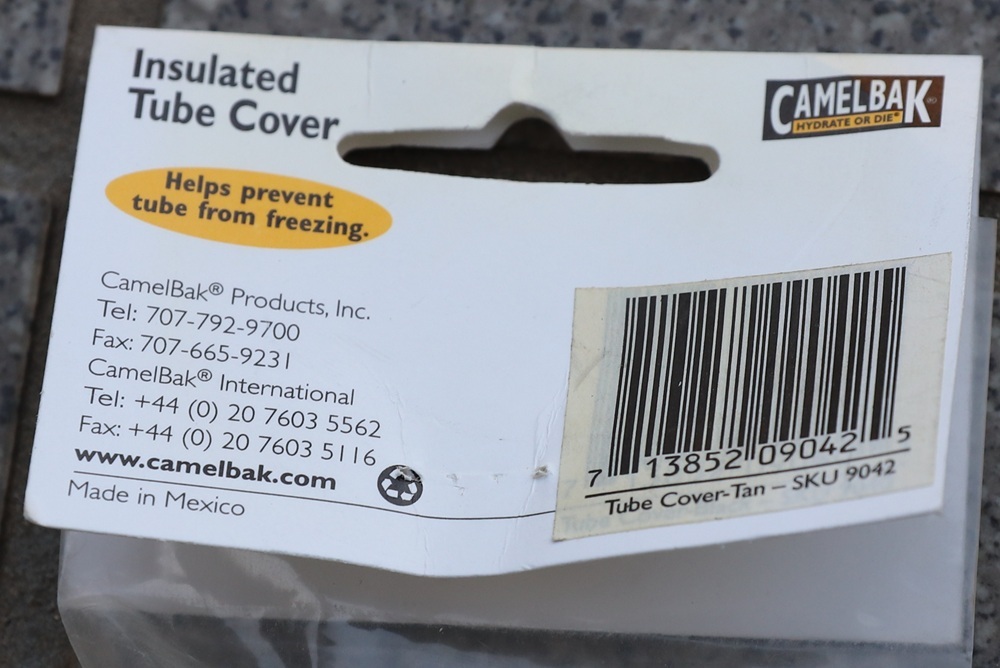 Insulated
Tube Cover
CAMELBAK®
HYDRATE OR DIE®
Helps prevent
tube from freezing.
CamelBak® Products, Inc.
Tel: 707-792-9700
Fax: 707-665-9231
CamelBak® International
Tel: +44 (0) 20 7603 5562
Fax: +44 (0) 20 7603 5116
www.camelbak.com
Made in Mexico
7 13852 09042 5
Tube Cover-Tan – SKU 9042